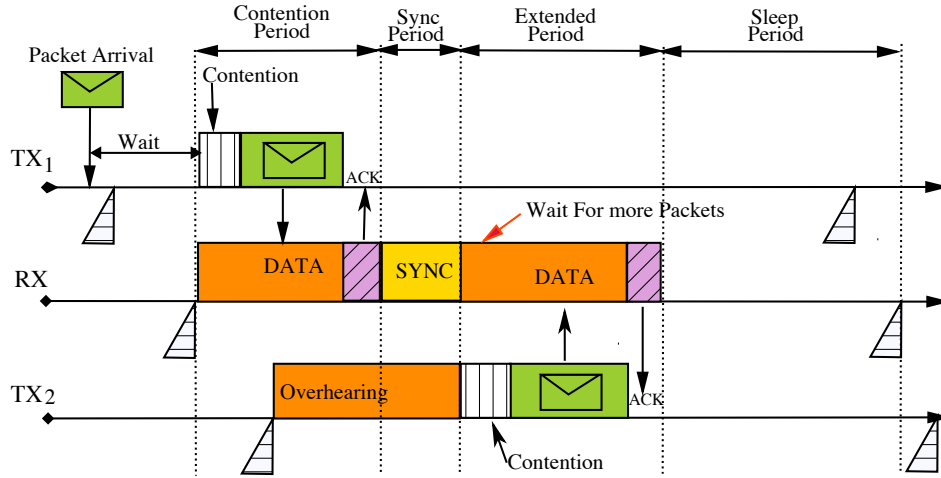 Contention
Period
Sync
Period
Extended
Period
Sleep
Period
Packet Arrival
Contention
Wait
TX1
ACK
Wait For more Packets
RX
DATA
SYNC
DATA
TX2
Overhearing
ACK
Contention